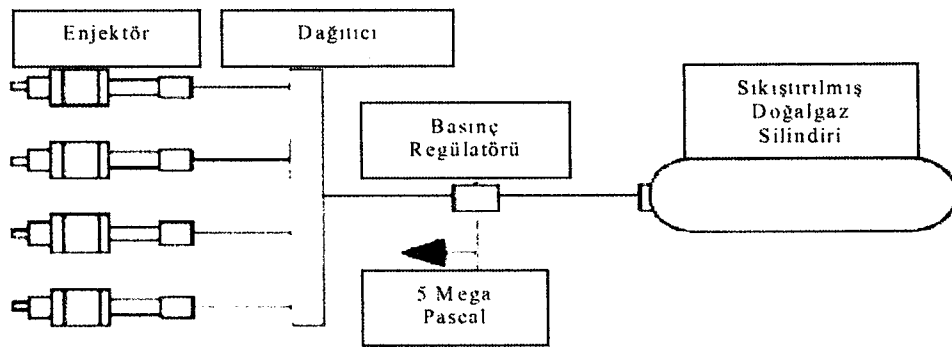 Enjektör
Dağıtıcı
Basınç
Regülatörü
Sıkıştırılmış
Doğalgaz
Silindiri
5 Mega
Pascal